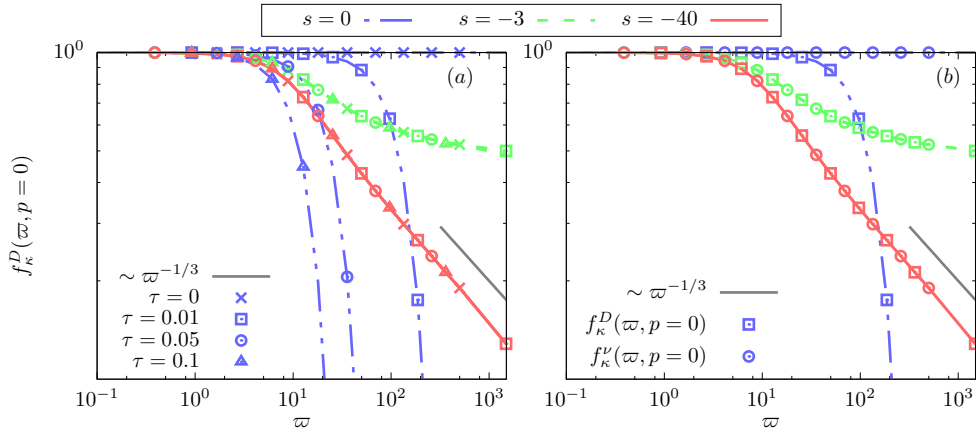 s = 0 s = −3 s = −40
f_κ^D(ϖ, p = 0)
10^0
(a)
∼ ϖ^{−1/3}
τ = 0
τ = 0.01
τ = 0.05
τ = 0.1
10^{−1} 10^0 10^1 10^2 10^3
ϖ
10^0
(b)
∼ ϖ^{−1/3}
f_κ^D(ϖ, p = 0)
f_κ^ν(ϖ, p = 0)
10^{−1} 10^0 10^1 10^2 10^3
ϖ